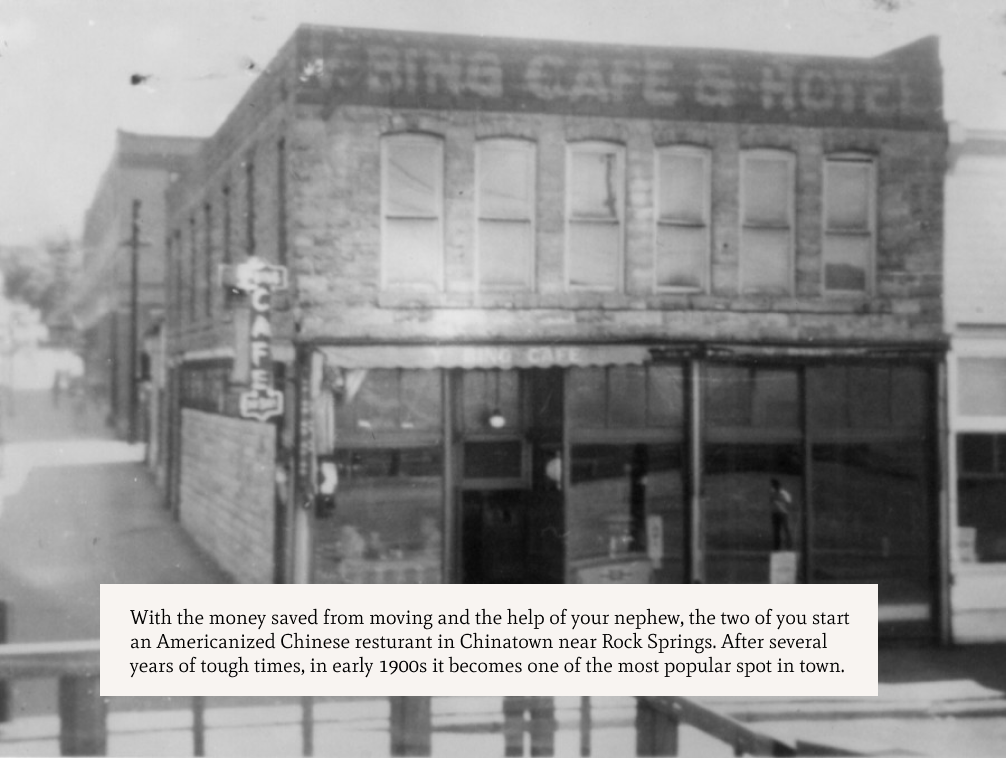 BING CAFE & HOTEL
CAFE
BING CAFE
With the money saved from moving and the help of your nephew, the two of you start
an Americanized Chinese resturant in Chinatown near Rock Springs. After several
years of tough times, in early 1900s it becomes one of the most popular spot in town.